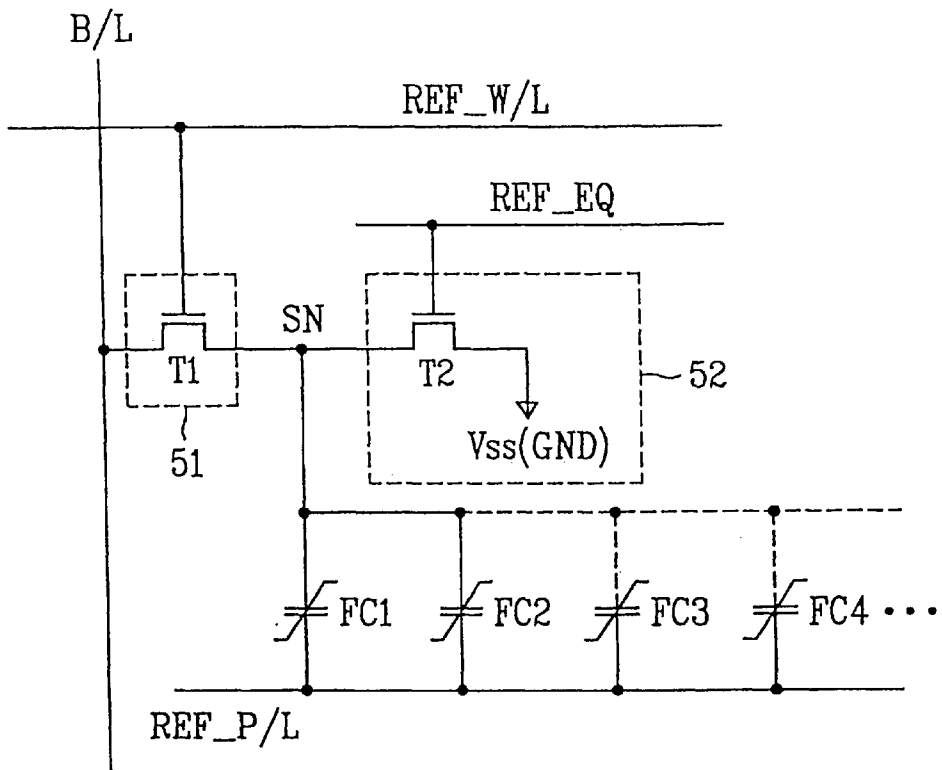 B/L
REF_W/L
REF_EQ
SN
T1
T2
52
51
Vss(GND)
FC1
FC2
FC3
FC4 •••
REF_P/L